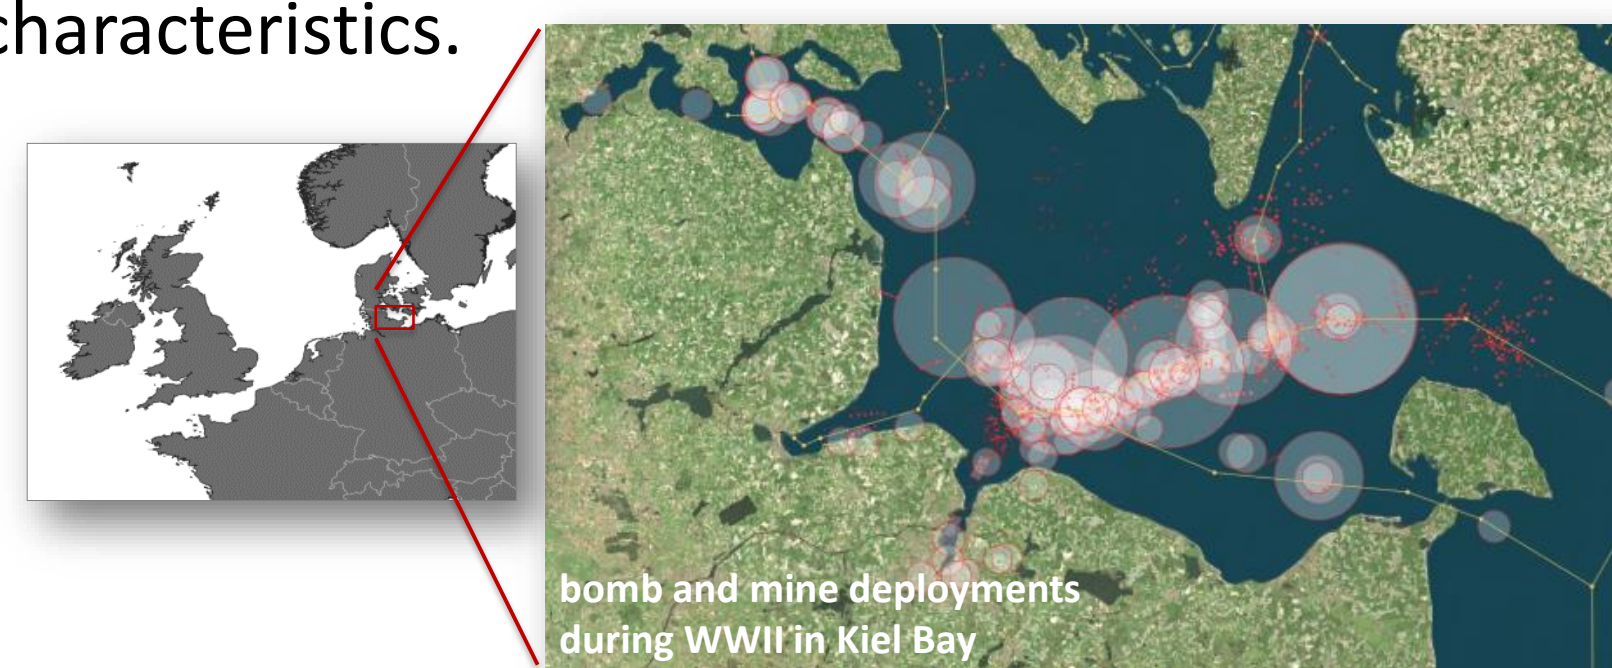 characteristics.
bomb and mine deployments
during WWII in Kiel Bay